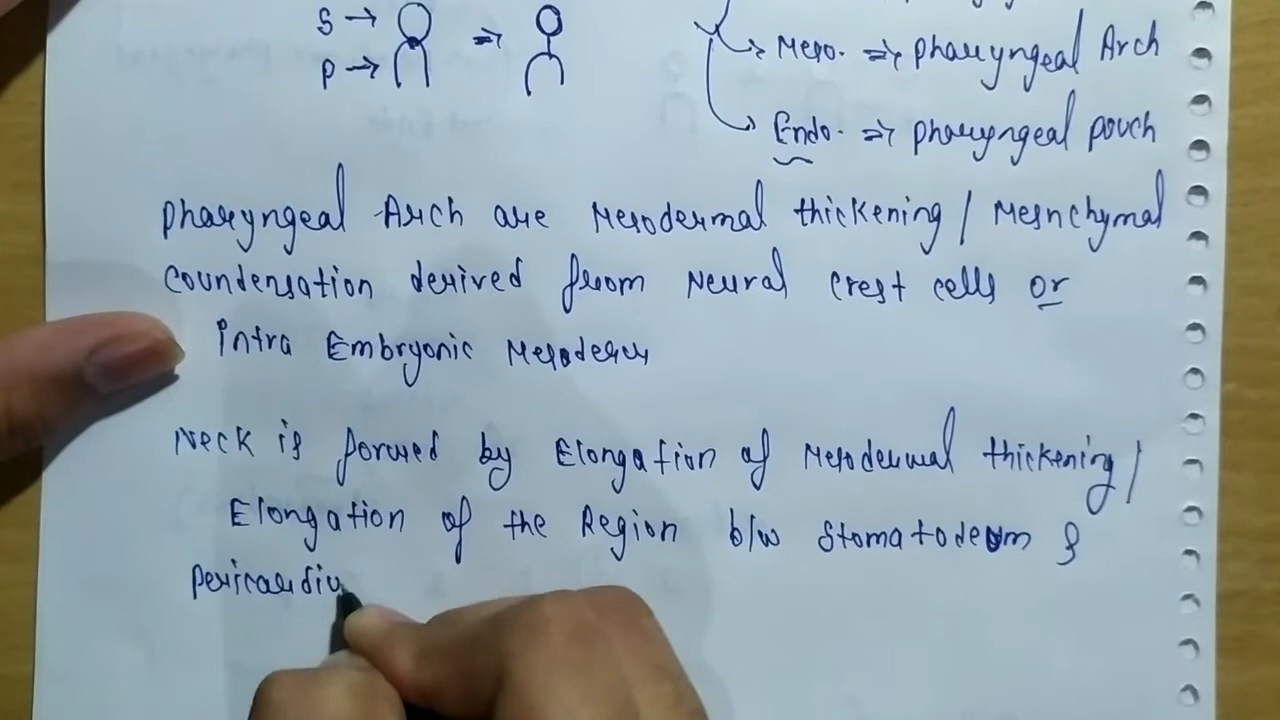 S →
P →
Meso. ⇒ pharyngeal Arch
Endo. ⇒ pharyngeal pouch
pharyngeal Arch are Mesodermal thickening / Mesnchymal
Coundensation derived from Neural Crest cells or
Intra Embryonic Mesoderm
Neck is formed by Elongation of Mesodermal thickening /
Elongation of the Region b/w Stomatodeum &
pericardiu